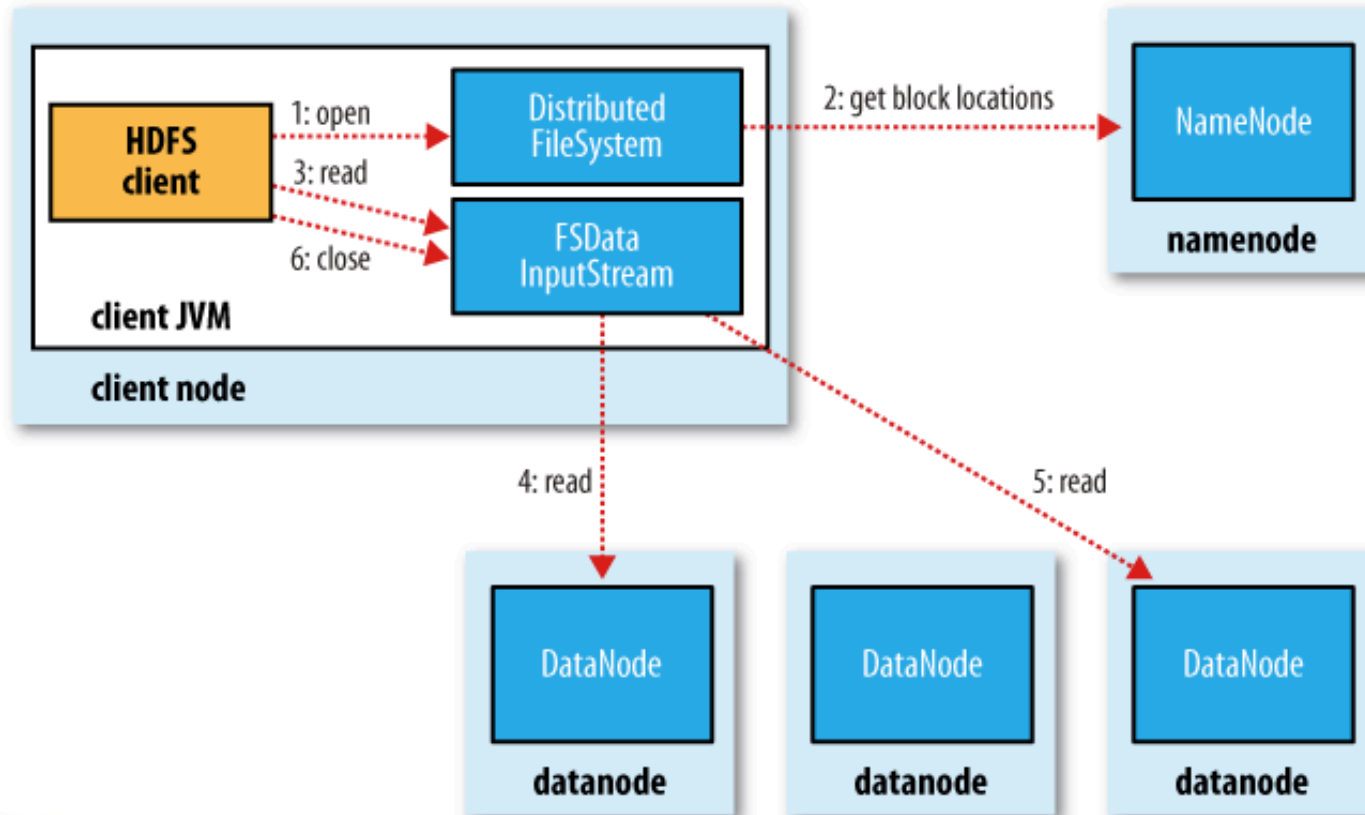 HDFS
client
1: open
3: read
6: close
Distributed
FileSystem
FSData
InputStream
client JVM
client node
2: get block locations
NameNode
namenode
4: read
5: read
DataNode
datanode
DataNode
datanode
DataNode
datanode